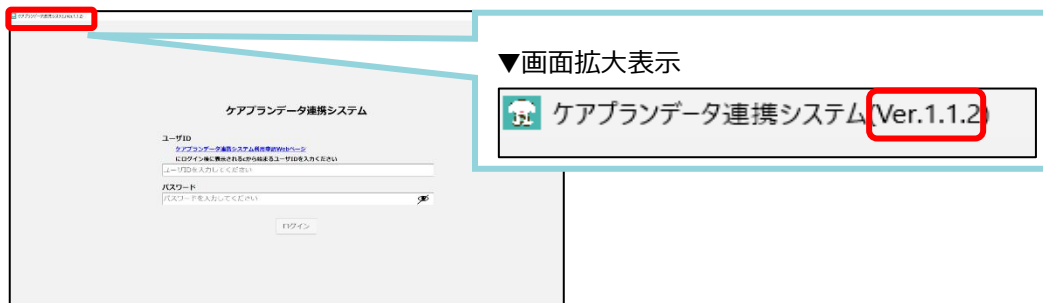 ケアプランデータ連携システム(Ver.1.1.2)
▼画面拡大表示
ケアプランデータ連携システム(Ver.1.1.2)
ケアプランデータ連携システム
ユーザID
ケアプランデータ連携システム利用申請Webページ
にログイン後に表示されるcから始まるユーザIDを入力ください
ユーザIDを入力してください
パスワード
パスワードを入力してください
ログイン